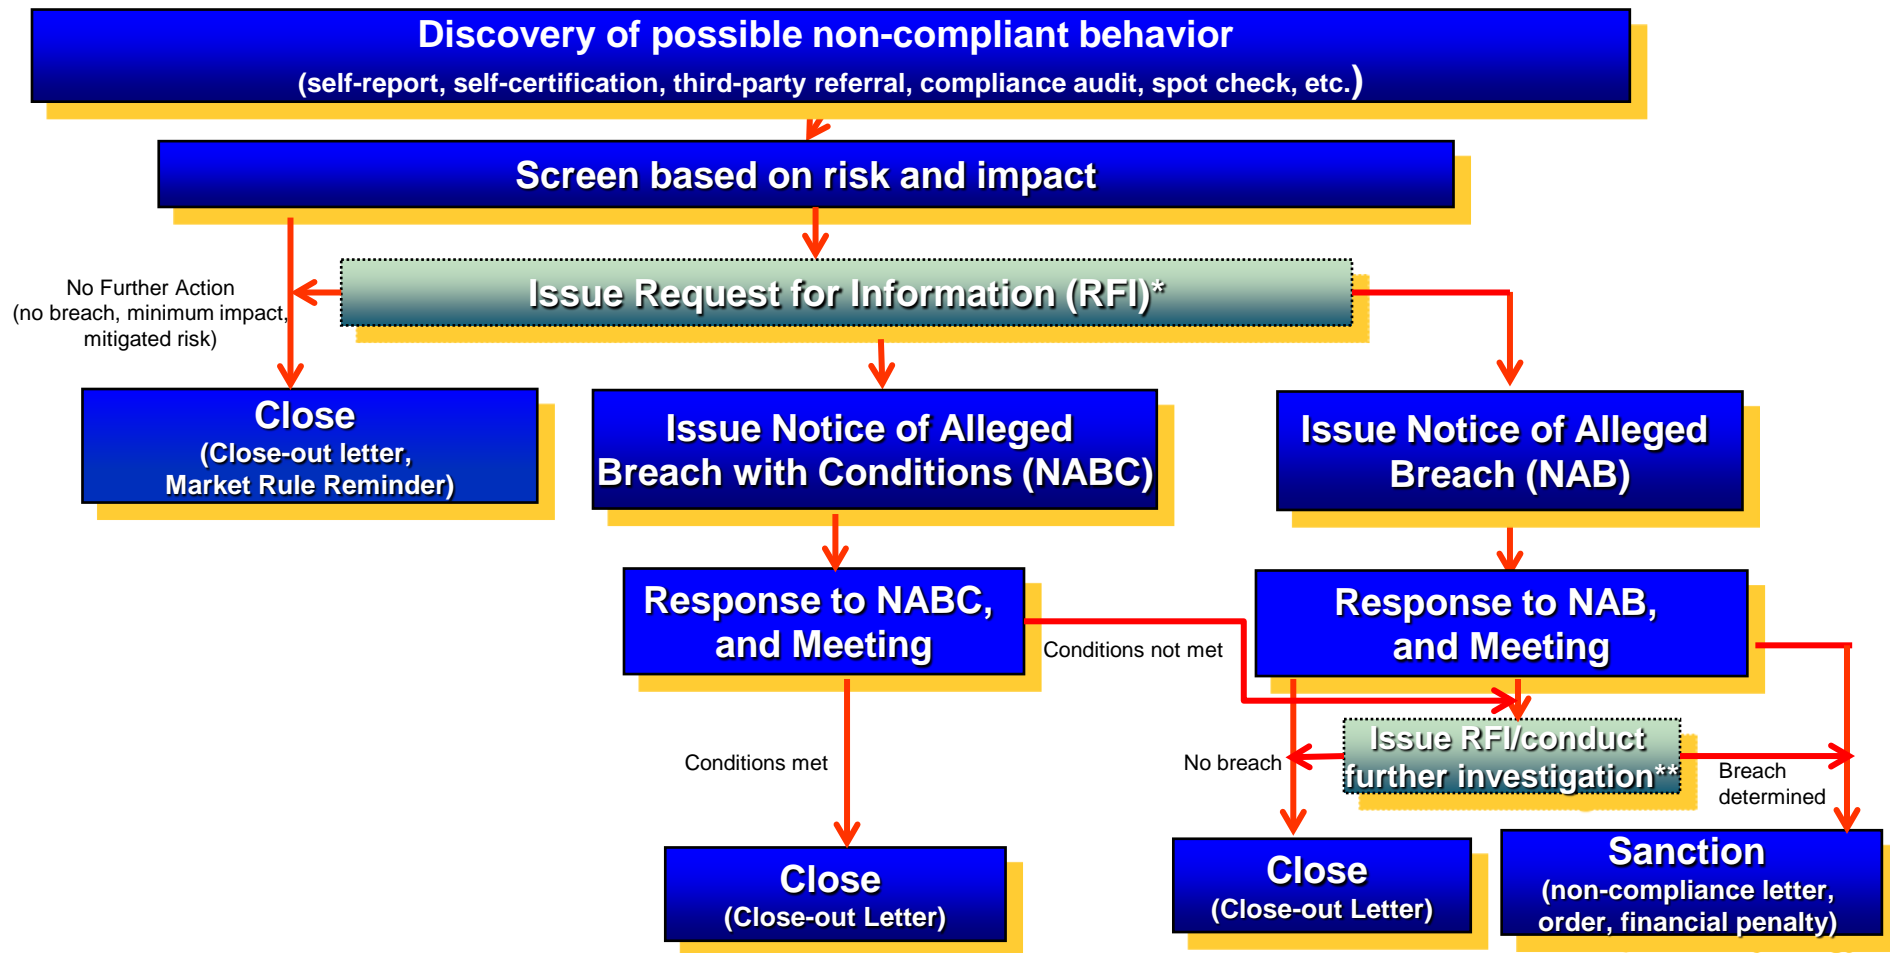 Discovery of possible non-compliant behavior
(self-report, self-certification, third-party referral, compliance audit, spot check, etc.)
Screen based on risk and impact
No Further Action
(no breach, minimum impact,
mitigated risk)
Issue Request for Information (RFI)*
Close
(Close-out letter,
Market Rule Reminder)
Issue Notice of Alleged
Breach with Conditions (NABC)
Issue Notice of Alleged
Breach (NAB)
Response to NABC,
and Meeting
Conditions not met
Response to NAB,
and Meeting
Conditions met
No breach
Issue RFI/conduct
further investigation**
Breach
determined
Close
(Close-out Letter)
Close
(Close-out Letter)
Sanction
(non-compliance letter,
order, financial penalty)